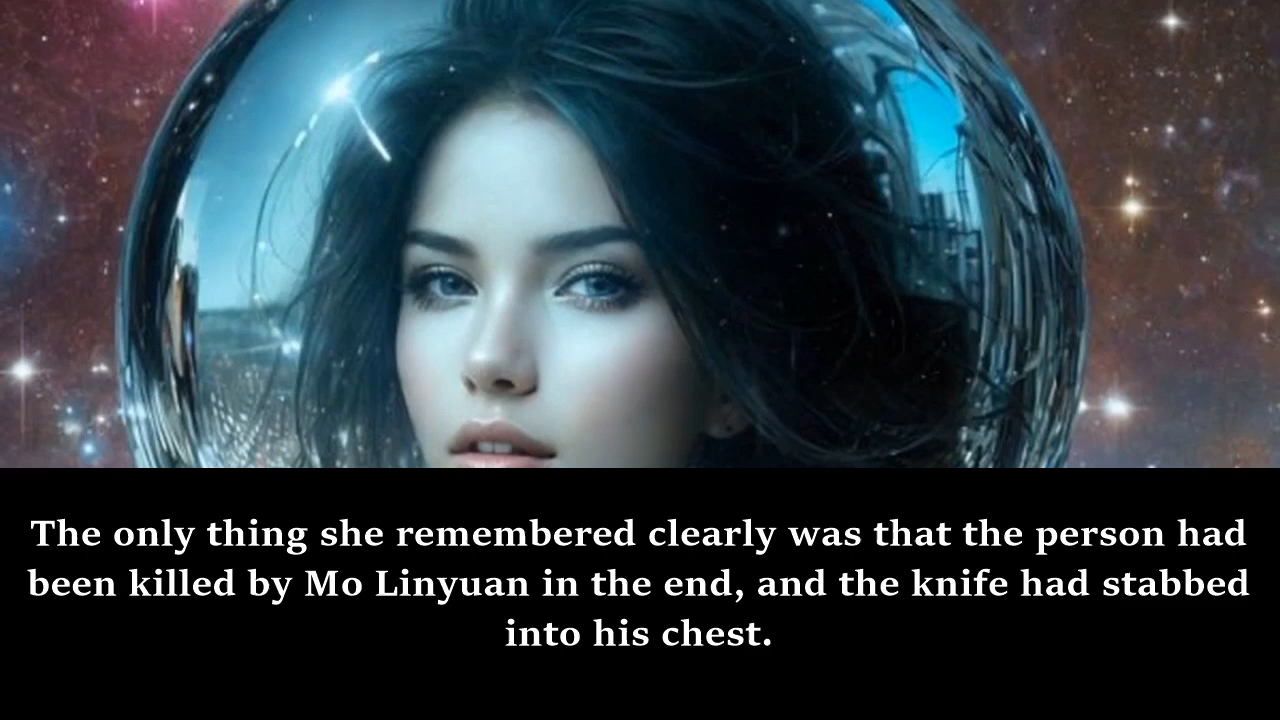 The only thing she remembered clearly was that the person had
been killed by Mo Linyuan in the end, and the knife had stabbed
into his chest.